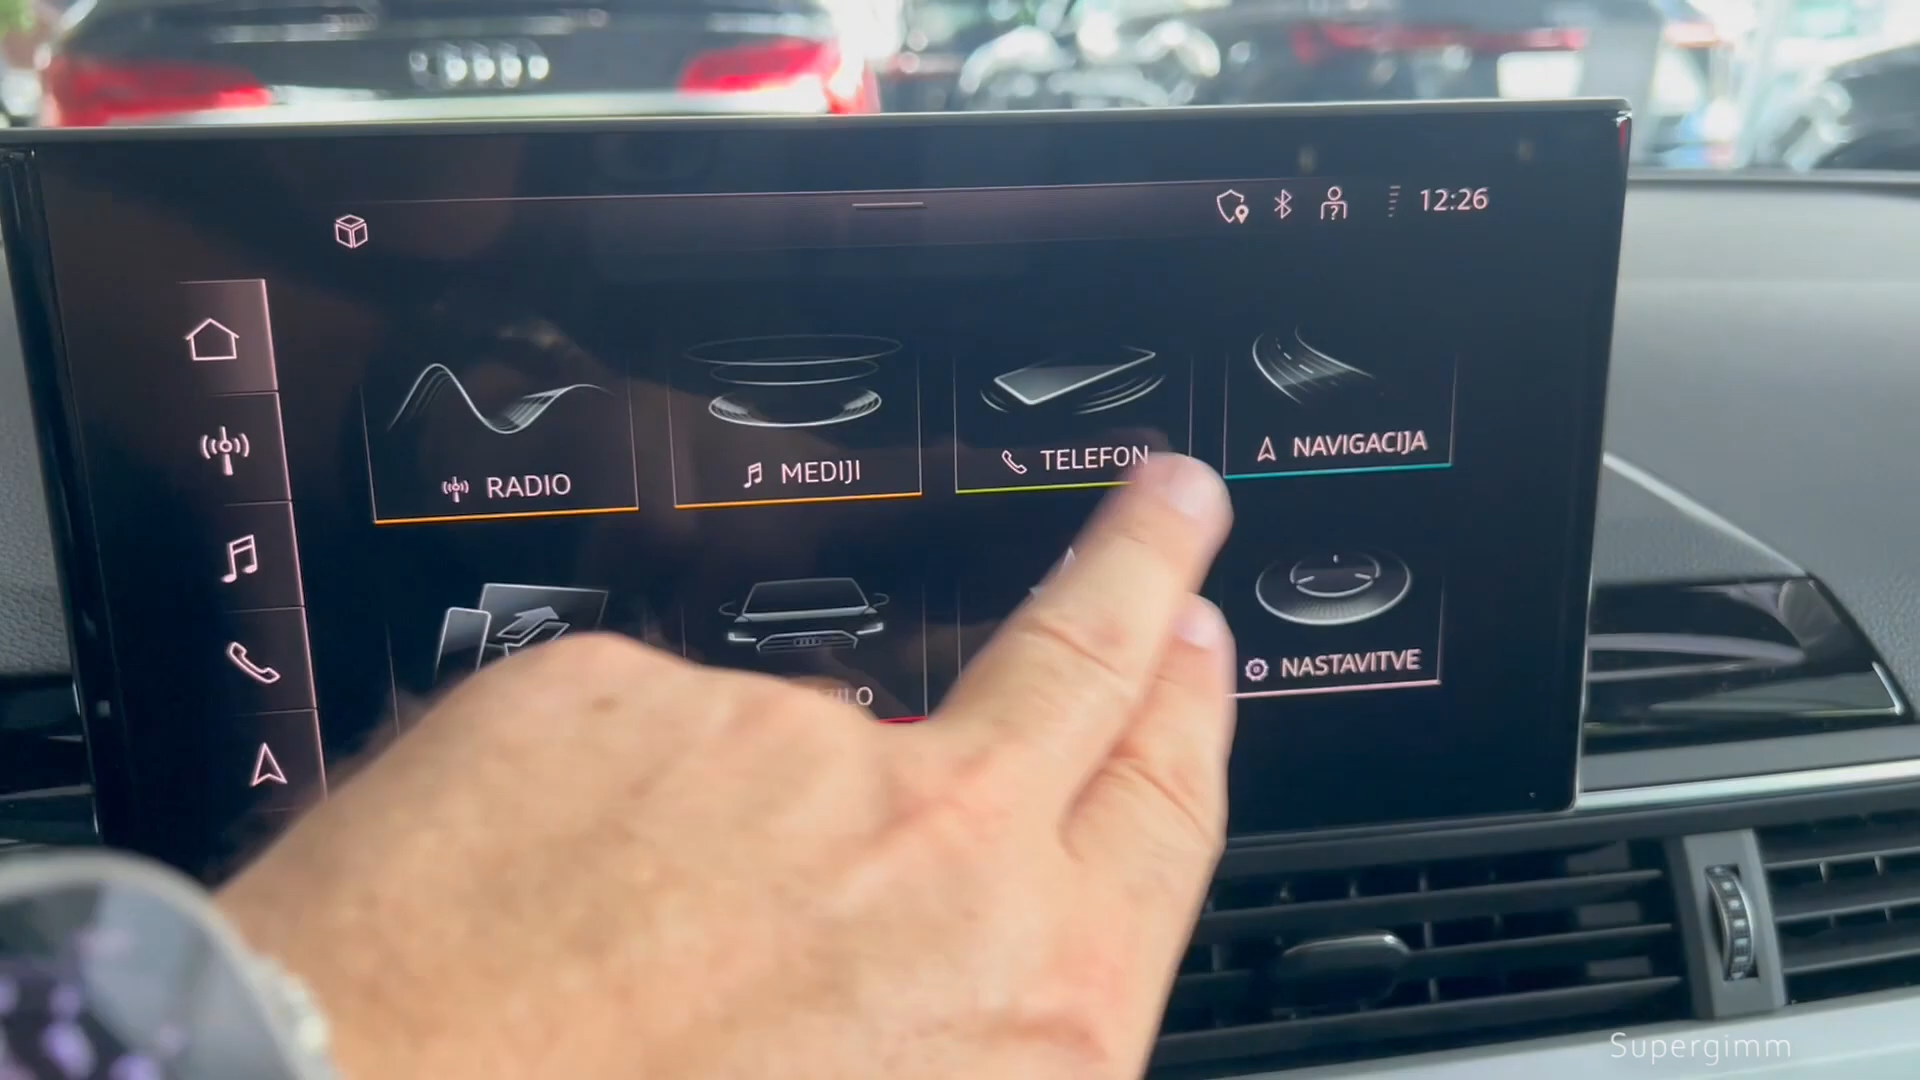 12:26
RADIO
MEDIJI
TELEFON
NAVIGACIJA
NASTAVITVE
Supergimm